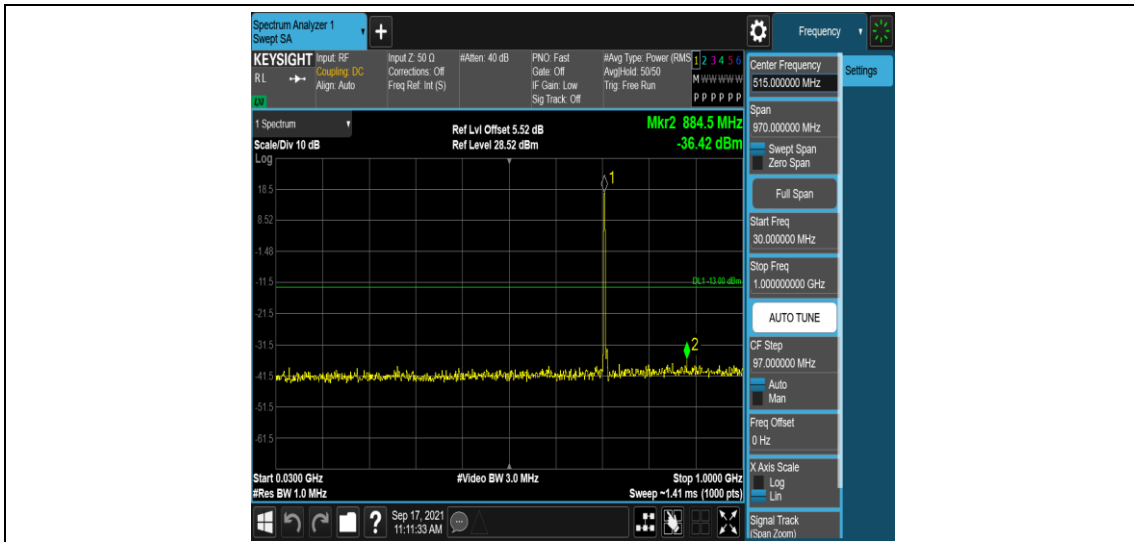 Spectrum Analyzer 1
Swept SA
+
Frequency
KEYSIGHT
RL
LXI
Input: RF
Coupling: DC
Align: Auto
Input Z: 50 Ω
Corrections: Off
Freq Ref: Int (S)
#Atten: 40 dB
PNO: Fast
Gate: Off
IF Gain: Low
Sig Track: Off
#Avg Type: Power (RMS
Avg|Hold: 50/50
Trig: Free Run
1 2 3 4 5 6
M W W W W W
P P P P P P
1 Spectrum
Scale/Div 10 dB
Log
Ref Lvl Offset 5.52 dB
Ref Level 28.52 dBm
Mkr2 884.5 MHz
-36.42 dBm
1
18.5
8.52
-1.48
DL1 -13.00 dBm
-11.5
-21.5
-31.5
2
-41.5
-51.5
-61.5
Start 0.0300 GHz
#Res BW 1.0 MHz
#Video BW 3.0 MHz
Stop 1.0000 GHz
Sweep ~1.41 ms (1000 pts)
?
Sep 17, 2021
11:11:33 AM
Center Frequency
515.000000 MHz
Settings
Span
970.000000 MHz
Swept Span
Zero Span
Full Span
Start Freq
30.000000 MHz
Stop Freq
1.000000000 GHz
AUTO TUNE
CF Step
97.000000 MHz
Auto
Man
Freq Offset
0 Hz
X Axis Scale
Log
Lin
Signal Track
(Span Zoom)